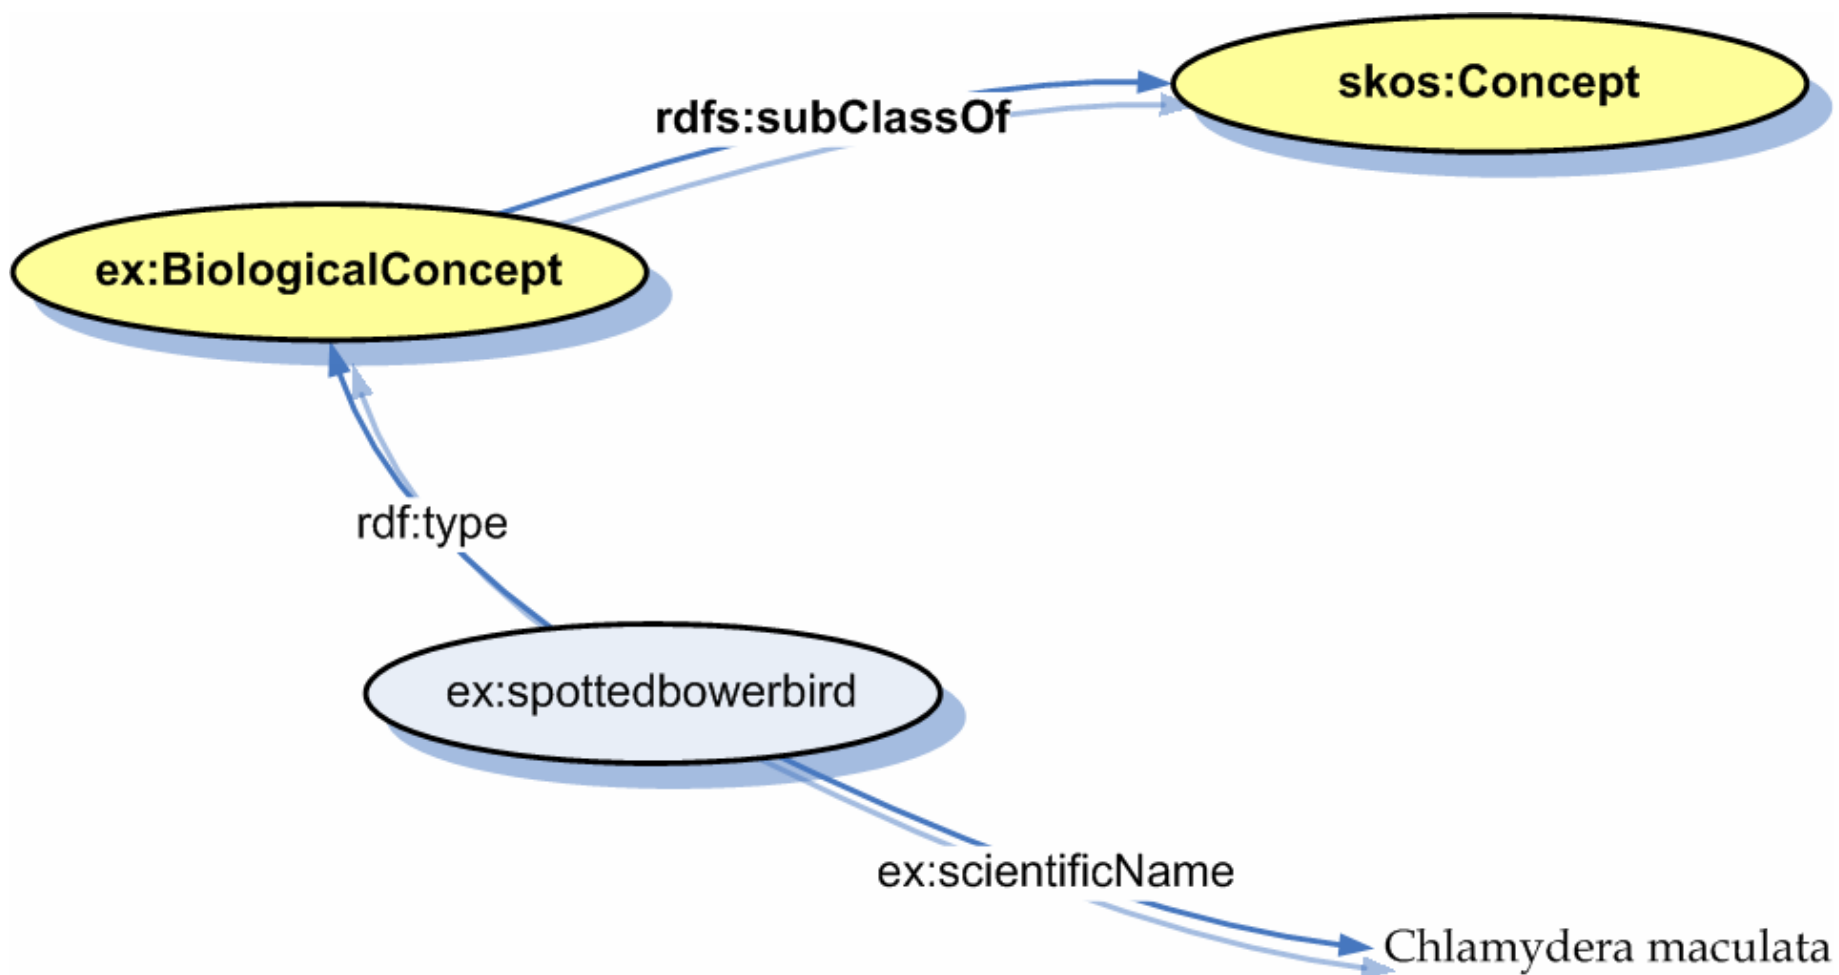 skos:Concept
rdfs:subClassOf
ex:BiologicalConcept
rdf:type
ex:spottedbowerbird
ex:scientificName
Chlamydera maculata